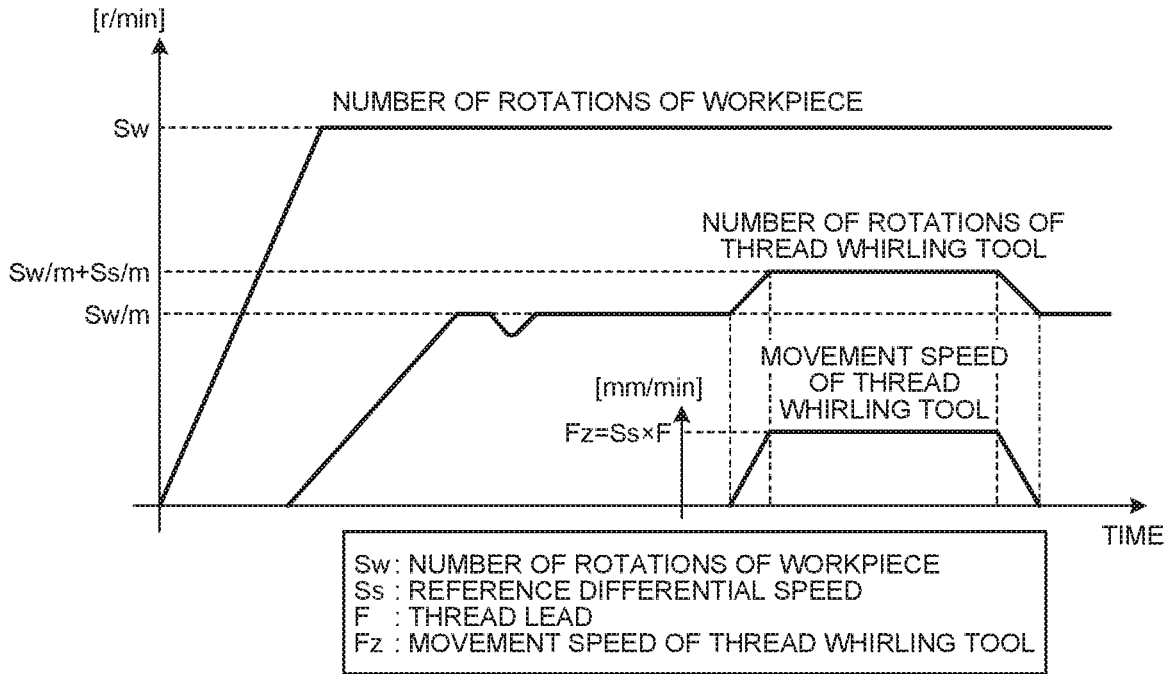 [r/min]
NUMBER OF ROTATIONS OF WORKPIECE
Sw
NUMBER OF ROTATIONS OF
THREAD WHIRLING TOOL
Sw/m+Ss/m
Sw/m
MOVEMENT SPEED
OF THREAD
WHIRLING TOOL
[mm/min]
Fz=Ss×F
TIME
Sw : NUMBER OF ROTATIONS OF WORKPIECE
Ss : REFERENCE DIFFERENTIAL SPEED
F : THREAD LEAD
Fz : MOVEMENT SPEED OF THREAD WHIRLING TOOL